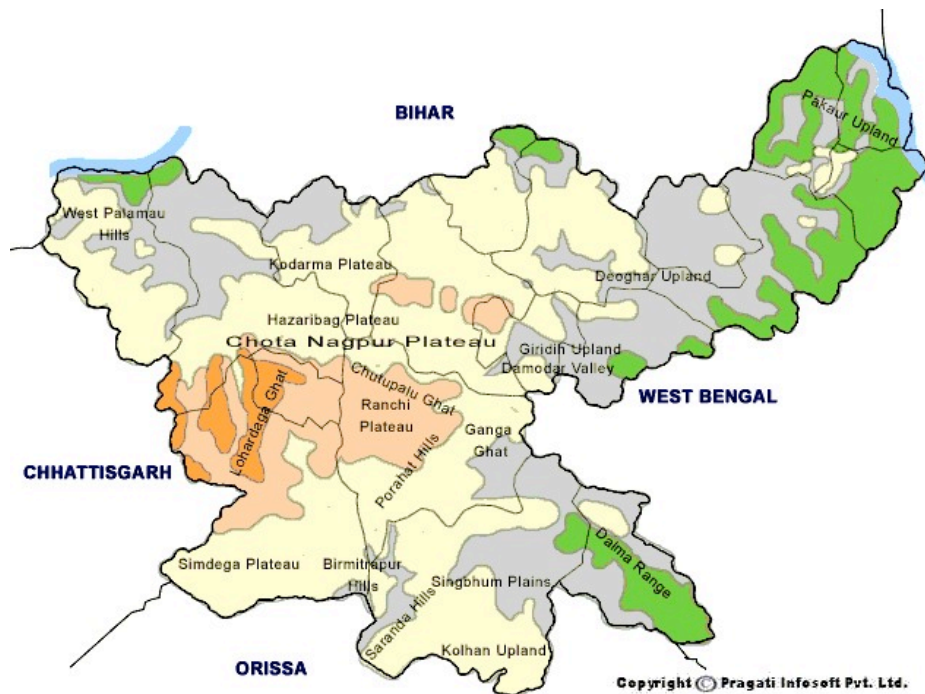 BIHAR
Pakaur Upland
West Palamau
Hills
Kodarma Plateau
Deoghar Upland
Hazaribag Plateau
Chota Nagpur Plateau
Giridin Upland
Damodar Valley
Chutupalu Ghat
WEST BENGAL
Lohardaga Ghat
Ranchi
Plateau
Ganga
Ghat
CHHATTISGARH
Porahat Hills
Simdega Plateau
Birmitrapur
Hills
Singbhum Plains
Dalma Range
Saranda Hills
Kolhan Upland
ORISSA
Copyright © Pragati Infosoft Pvt. Ltd.